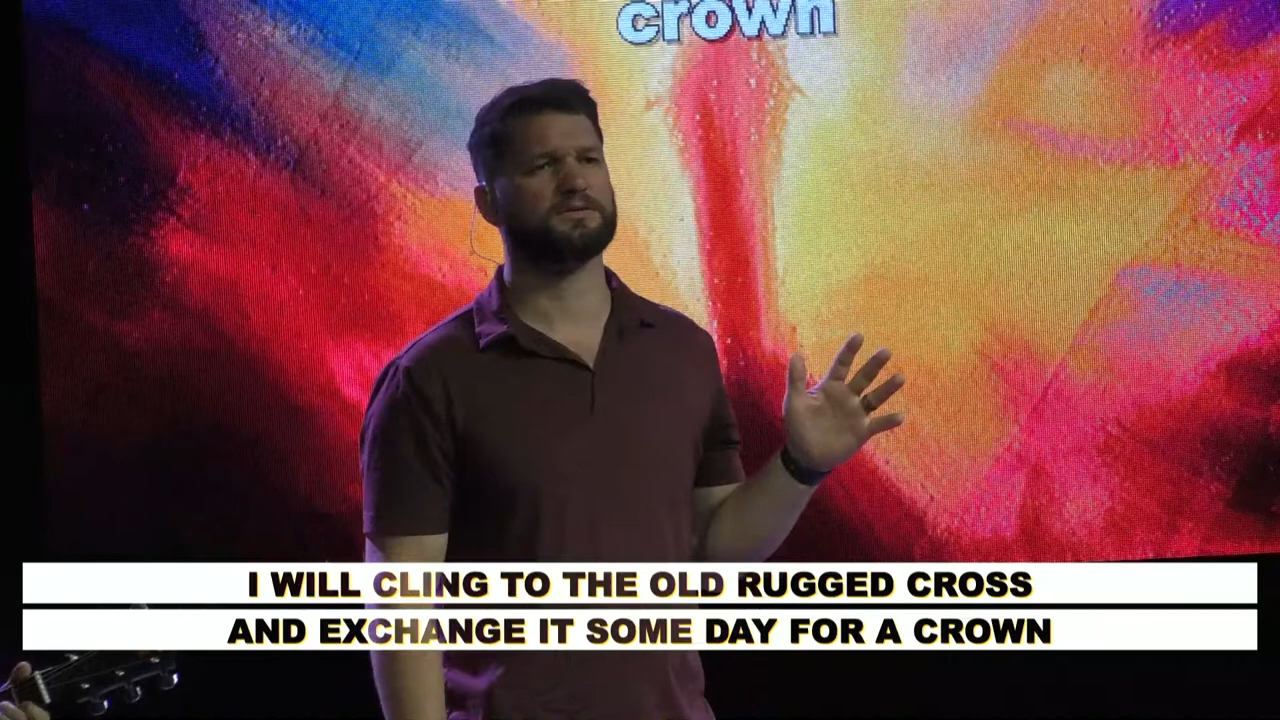 crown
I WILL CLING TO THE OLD RUGGED CROSS
AND EXCHANGE IT SOME DAY FOR A CROWN